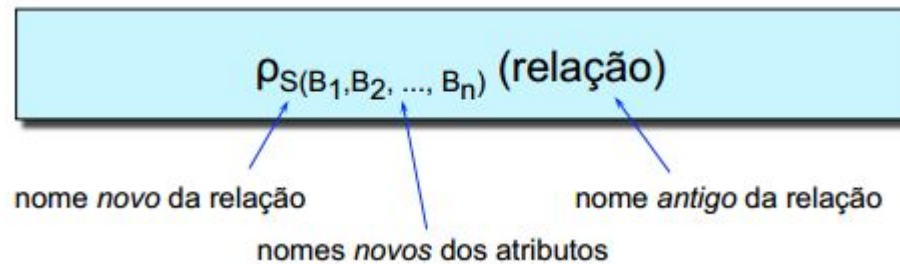 ρS(B1,B2, ..., Bn) (relação)
nome novo da relação
nome antigo da relação
nomes novos dos atributos